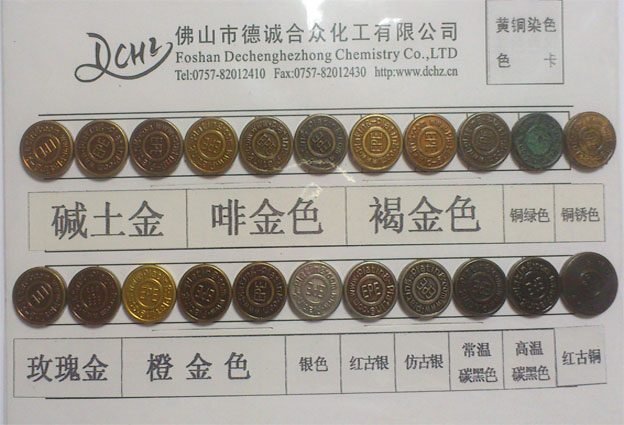 DCHZ
佛山市德诚合众化工有限公司
Foshan Dechenghezhong Chemistry Co.,LTD
Tel:0757-82012410 Fax:0757-82012430 http:www.dchz.cn
黄铜染色
色 卡
碱土金 啡金色 褐金色 铜绿色 铜锈色
玫瑰金 橙金色 银色 红古银 仿古银 常温碳黑色 高温碳黑色 红古铜